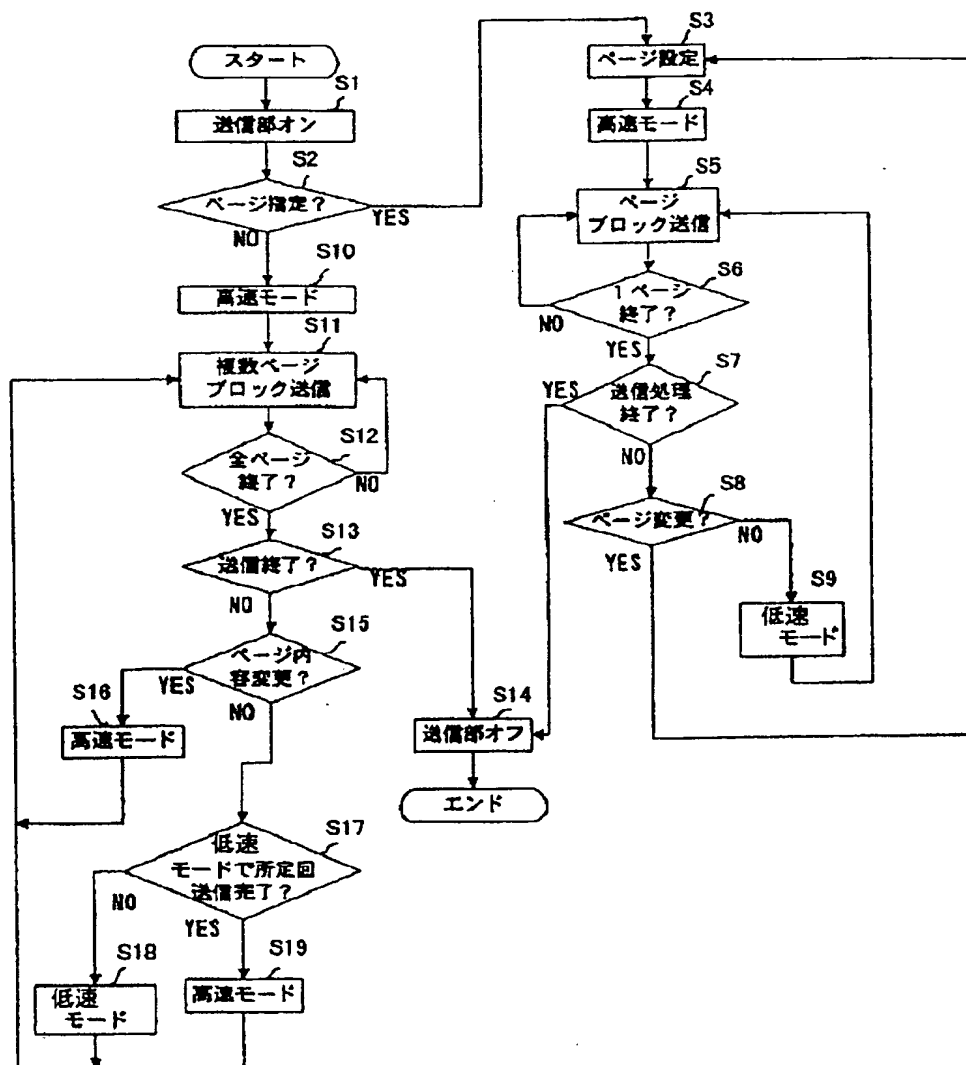 スタート
S1
送信部オン
S2
ページ指定?
YES
NO
S10
高速モード
S11
複数ページ
ブロック送信
S12
全ページ
終了?
NO
YES
S13
送信終了?
YES
NO
S15
ページ内
容変更?
YES
NO
S16
高速モード
S17
低速
モードで所定回
送信完了?
NO
YES
S18
低速
モード
S19
高速モード
S3
ページ設定
S4
高速モード
S5
ページ
ブロック送信
S6
1ページ
終了?
NO
YES
S7
送信処理
終了?
YES
NO
S8
ページ変更?
NO
YES
S9
低速
モード
S14
送信部オフ
エンド